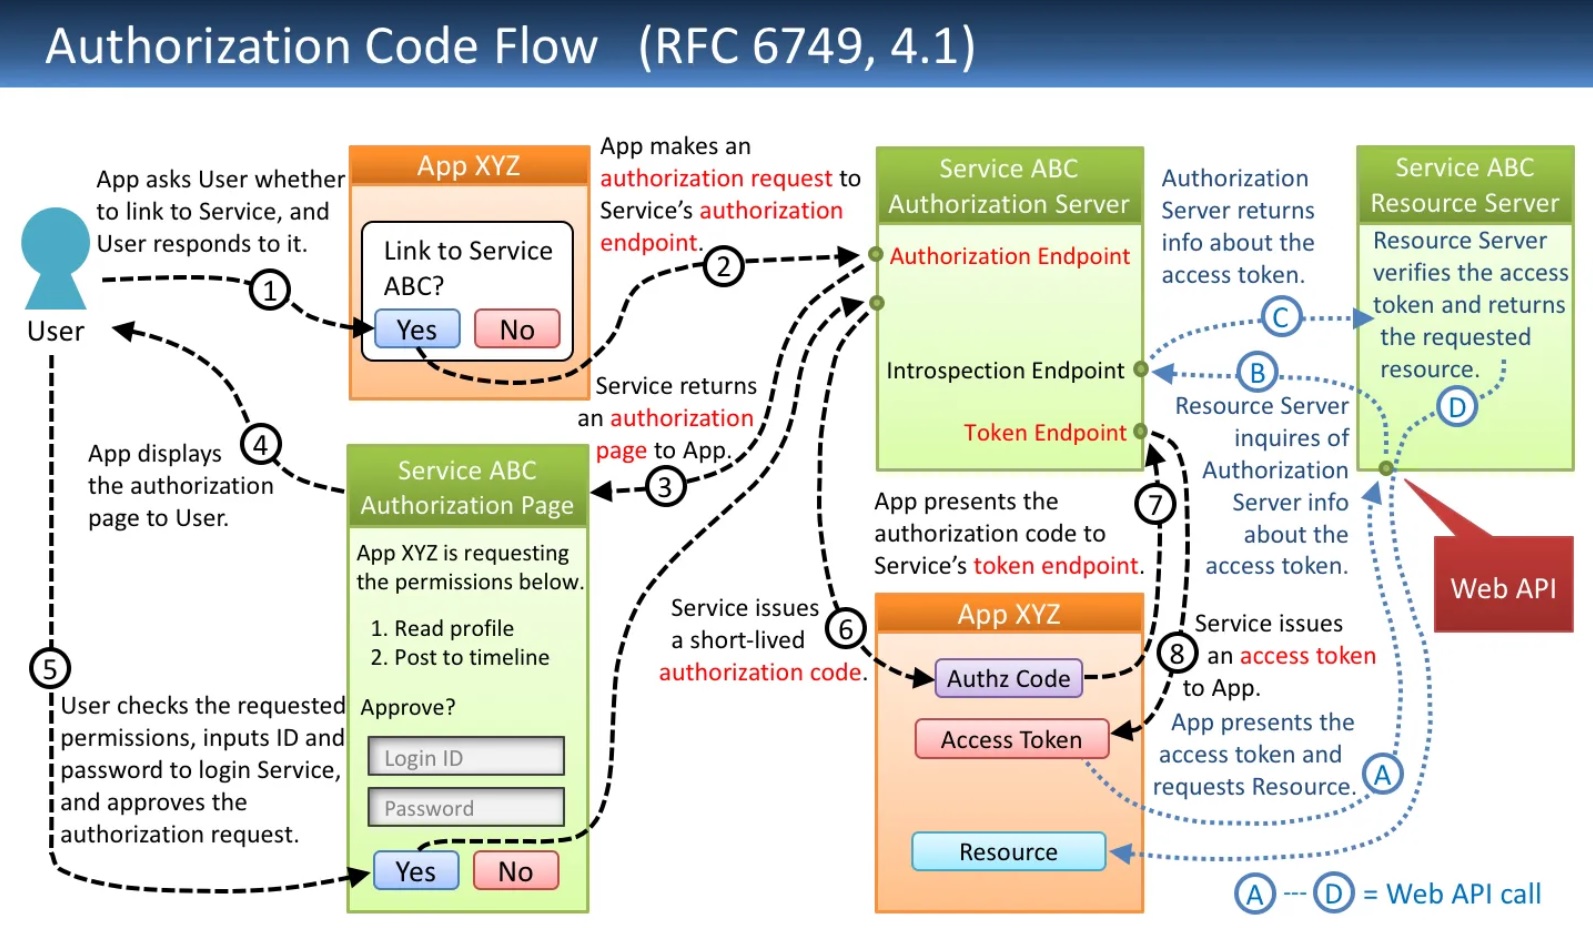 Authorization Code Flow (RFC 6749, 4.1)
App asks User whether
to link to Service, and
User responds to it.
1
User
App XYZ
Link to Service
ABC?
Yes
No
App makes an
authorization request to
Service's authorization
endpoint.
2
Service ABC
Authorization Server
Authorization Endpoint
Introspection Endpoint
Token Endpoint
Authorization
Server returns
info about the
access token.
C
B
Service ABC
Resource Server
Resource Server
verifies the access
token and returns
the requested
resource.
D
Resource Server
inquires of
Authorization
Server info
about the
access token.
Web API
Service returns
an authorization
page to App.
3
4
App displays
the authorization
page to User.
Service ABC
Authorization Page
App XYZ is requesting
the permissions below.
1. Read profile
2. Post to timeline
Approve?
Login ID
Password
Yes
No
5
User checks the requested
permissions, inputs ID and
password to login Service,
and approves the
authorization request.
Service issues
a short-lived
authorization code.
6
App presents the
authorization code to
Service's token endpoint.
7
App XYZ
Authz Code
Access Token
Resource
8
Service issues
an access token
to App.
App presents the
access token and
requests Resource.
A
A --- D = Web API call